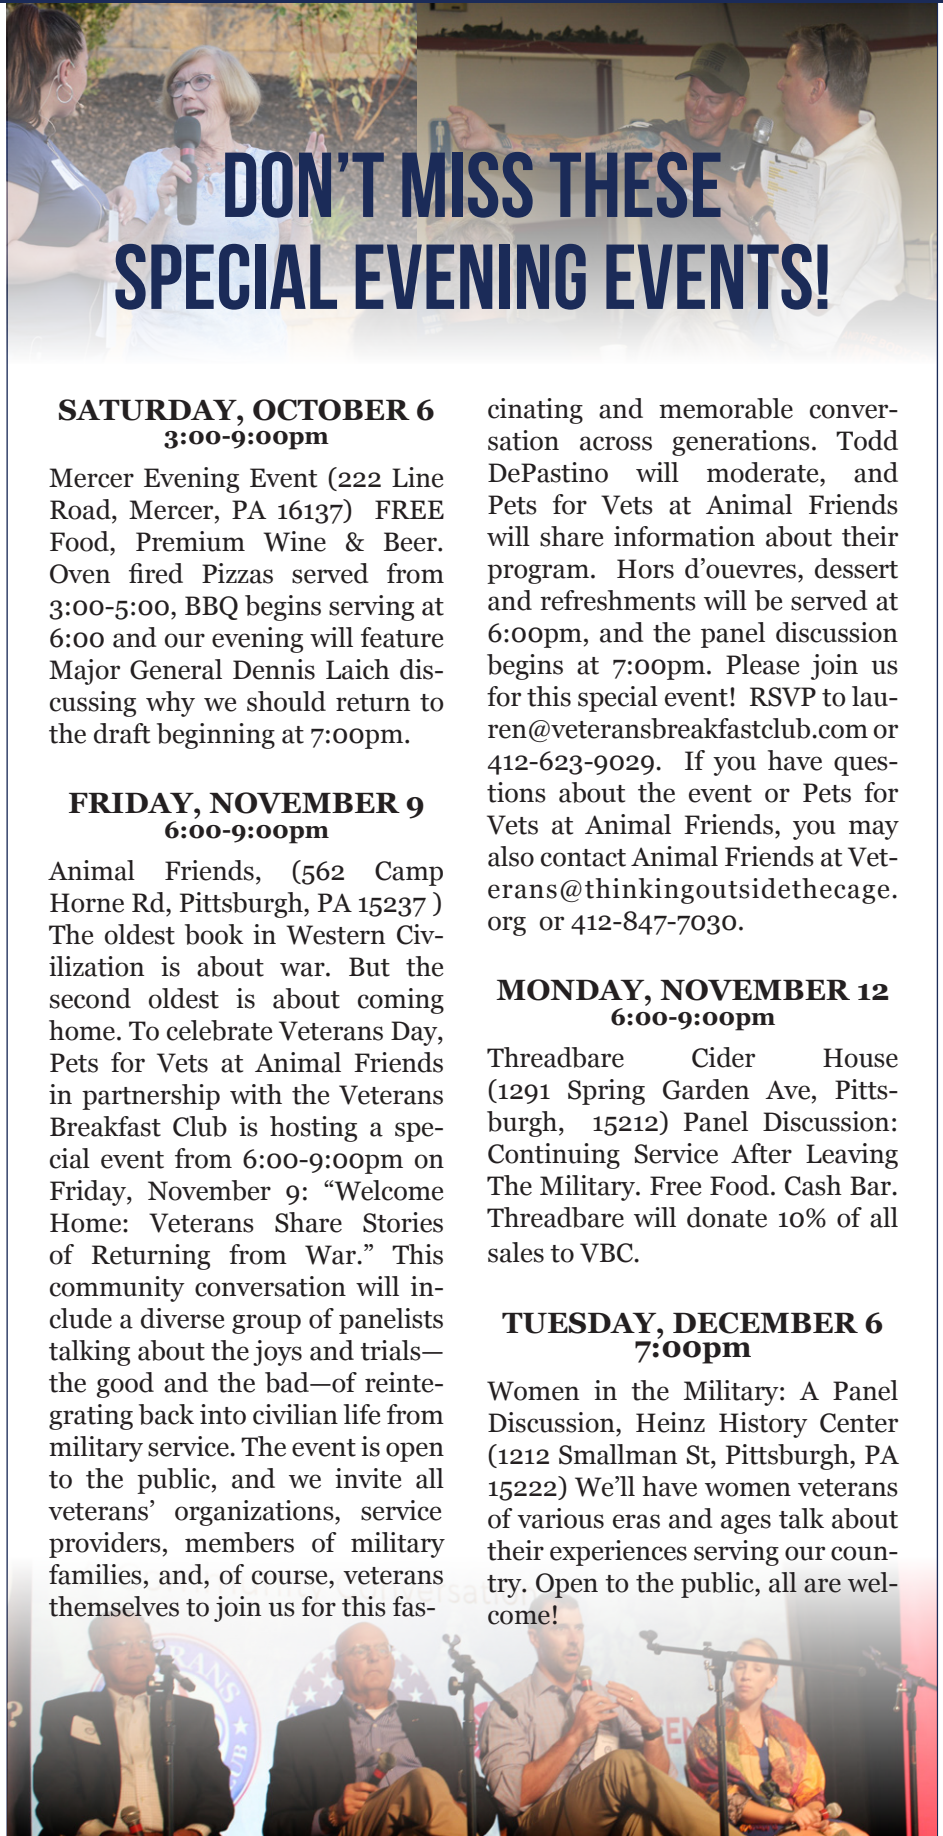 DON'T MISS THESE
SPECIAL EVENING EVENTS!
SATURDAY, OCTOBER 6
3:00-9:00pm
Mercer Evening Event (222 Line
Road, Mercer, PA 16137)  FREE
Food, Premium Wine & Beer.
Oven fired Pizzas served from
3:00-5:00, BBQ begins serving at
6:00 and our evening will feature
Major General Dennis Laich dis-
cussing why we should return to
the draft beginning at 7:00pm.
FRIDAY, NOVEMBER 9
6:00-9:00pm
Animal Friends, (562 Camp
Horne Rd, Pittsburgh, PA 15237 )
The oldest book in Western Civ-
ilization is about war. But the
second oldest is about coming
home. To celebrate Veterans Day,
Pets for Vets at Animal Friends
in partnership with the Veterans
Breakfast Club is hosting a spe-
cial event from 6:00-9:00pm on
Friday, November 9: “Welcome
Home: Veterans Share Stories
of Returning from War.” This
community conversation will in-
clude a diverse group of panelists
talking about the joys and trials—
the good and the bad—of reinte-
grating back into civilian life from
military service. The event is open
to the public, and we invite all
veterans’ organizations, service
providers, members of military
families, and, of course, veterans
themselves to join us for this fas-
cinating and memorable conver-
sation across generations. Todd
DePastino will moderate, and
Pets for Vets at Animal Friends
will share information about their
program.  Hors d’ouevres, dessert
and refreshments will be served at
6:00pm, and the panel discussion
begins at 7:00pm. Please join us
for this special event!  RSVP to lau-
ren@veteransbreakfastclub.com or
412-623-9029.  If you have ques-
tions about the event or Pets for
Vets at Animal Friends, you may
also contact Animal Friends at Vet-
erans@thinkingoutsidethecage.
org  or 412-847-7030.
MONDAY, NOVEMBER 12
6:00-9:00pm
Threadbare Cider House
(1291 Spring Garden Ave, Pitts-
burgh,  15212) Panel Discussion:
Continuing Service After Leaving
The Military. Free Food. Cash Bar.
Threadbare will donate 10% of all
sales to VBC.
TUESDAY, DECEMBER 6
7:00pm
Women in the Military: A Panel
Discussion, Heinz History Center
(1212 Smallman St, Pittsburgh, PA
15222) We’ll have women veterans
of various eras and ages talk about
their experiences serving our coun-
try. Open to the public, all are wel-
come!